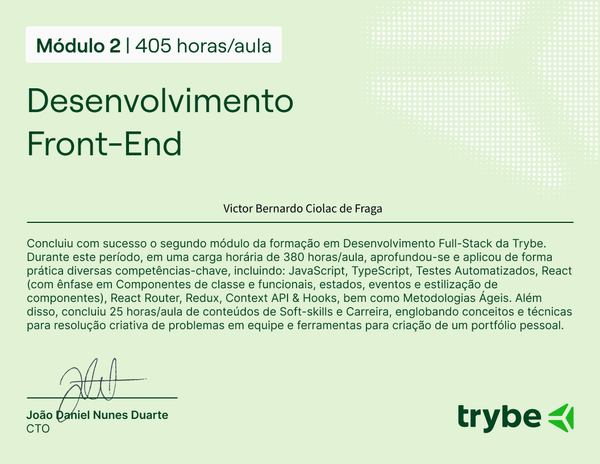 Módulo 2 | 405 horas/aula
Desenvolvimento
Front-End
Victor Bernardo Ciolac de Fraga
Concluiu com sucesso o segundo módulo da formação em Desenvolvimento Full-Stack da Trybe.
Durante este período, em uma carga horária de 380 horas/aula, aprofundou-se e aplicou de forma
prática diversas competências-chave, incluindo: JavaScript, TypeScript, Testes Automatizados, React
(com ênfase em Componentes de classe e funcionais, estados, eventos e estilização de
componentes), React Router, Redux, Context API & Hooks, bem como Metodologias Ágeis. Além
disso, concluiu 25 horas/aula de conteúdos de Soft-skills e Carreira, englobando conceitos e técnicas
para resolução criativa de problemas em equipe e ferramentas para criação de um portfólio pessoal.
João Daniel Nunes Duarte
CTO
trybe